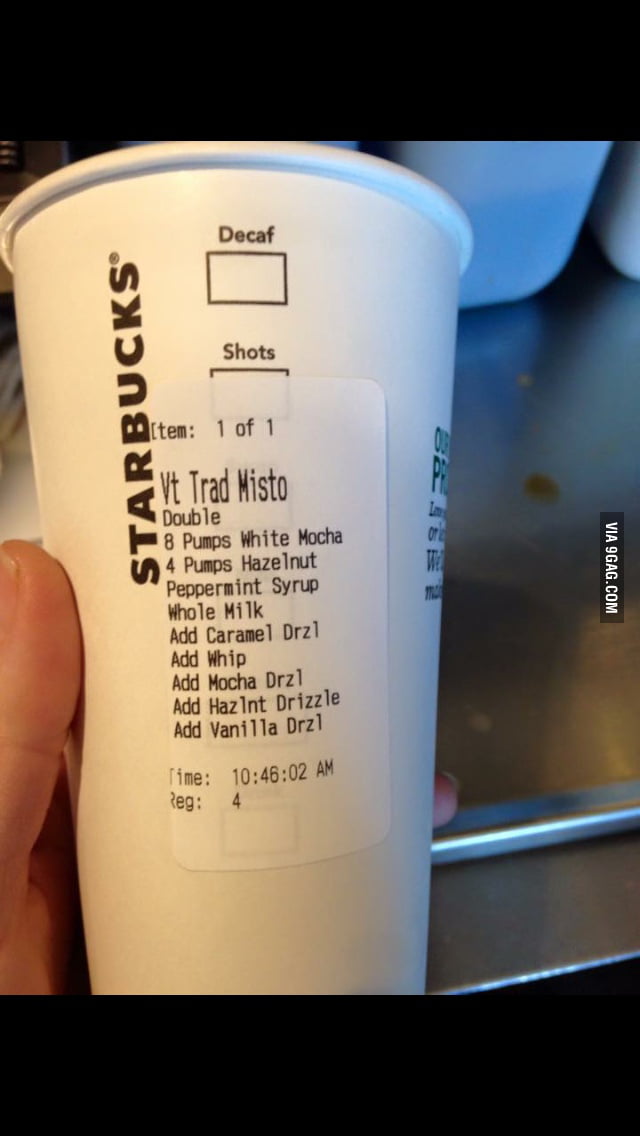 Decaf
STARBUCKS®
Shots
Item: 1 of 1
Vt Trad Misto
Double
8 Pumps White Mocha
4 Pumps Hazelnut
Peppermint Syrup
Whole Milk
Add Caramel Drzl
Add Whip
Add Mocha Drzl
Add Hazlnt Drizzle
Add Vanilla Drzl
Time: 10:46:02 AM
Reg: 4
VIA 9GAG.COM